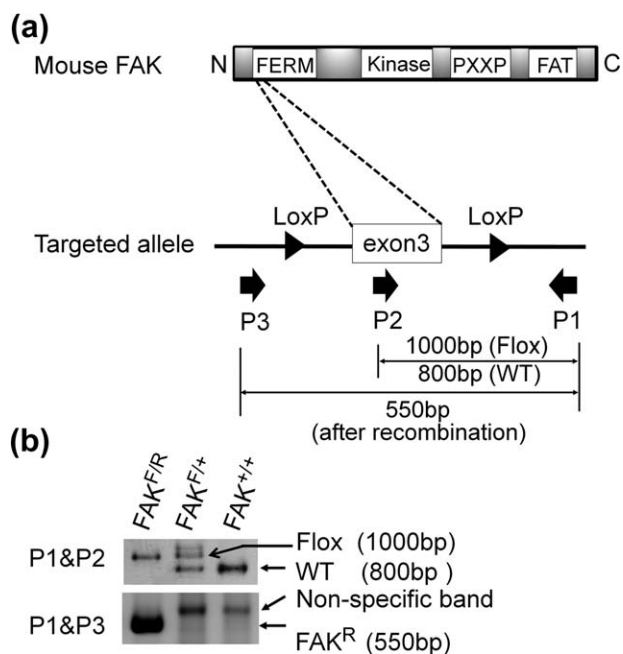 (a)
Mouse FAK N FERM Kinase PXXP FAT C
LoxP LoxP
Targeted allele exon3
P3 P2 P1
1000bp (Flox)
800bp (WT)
550bp
(after recombination)
(b)
FAK^F/R FAK^F/+ FAK^+/+
P1&P2 Flox (1000bp)
WT (800bp)
P1&P3 Non-specific band
FAK^R (550bp)